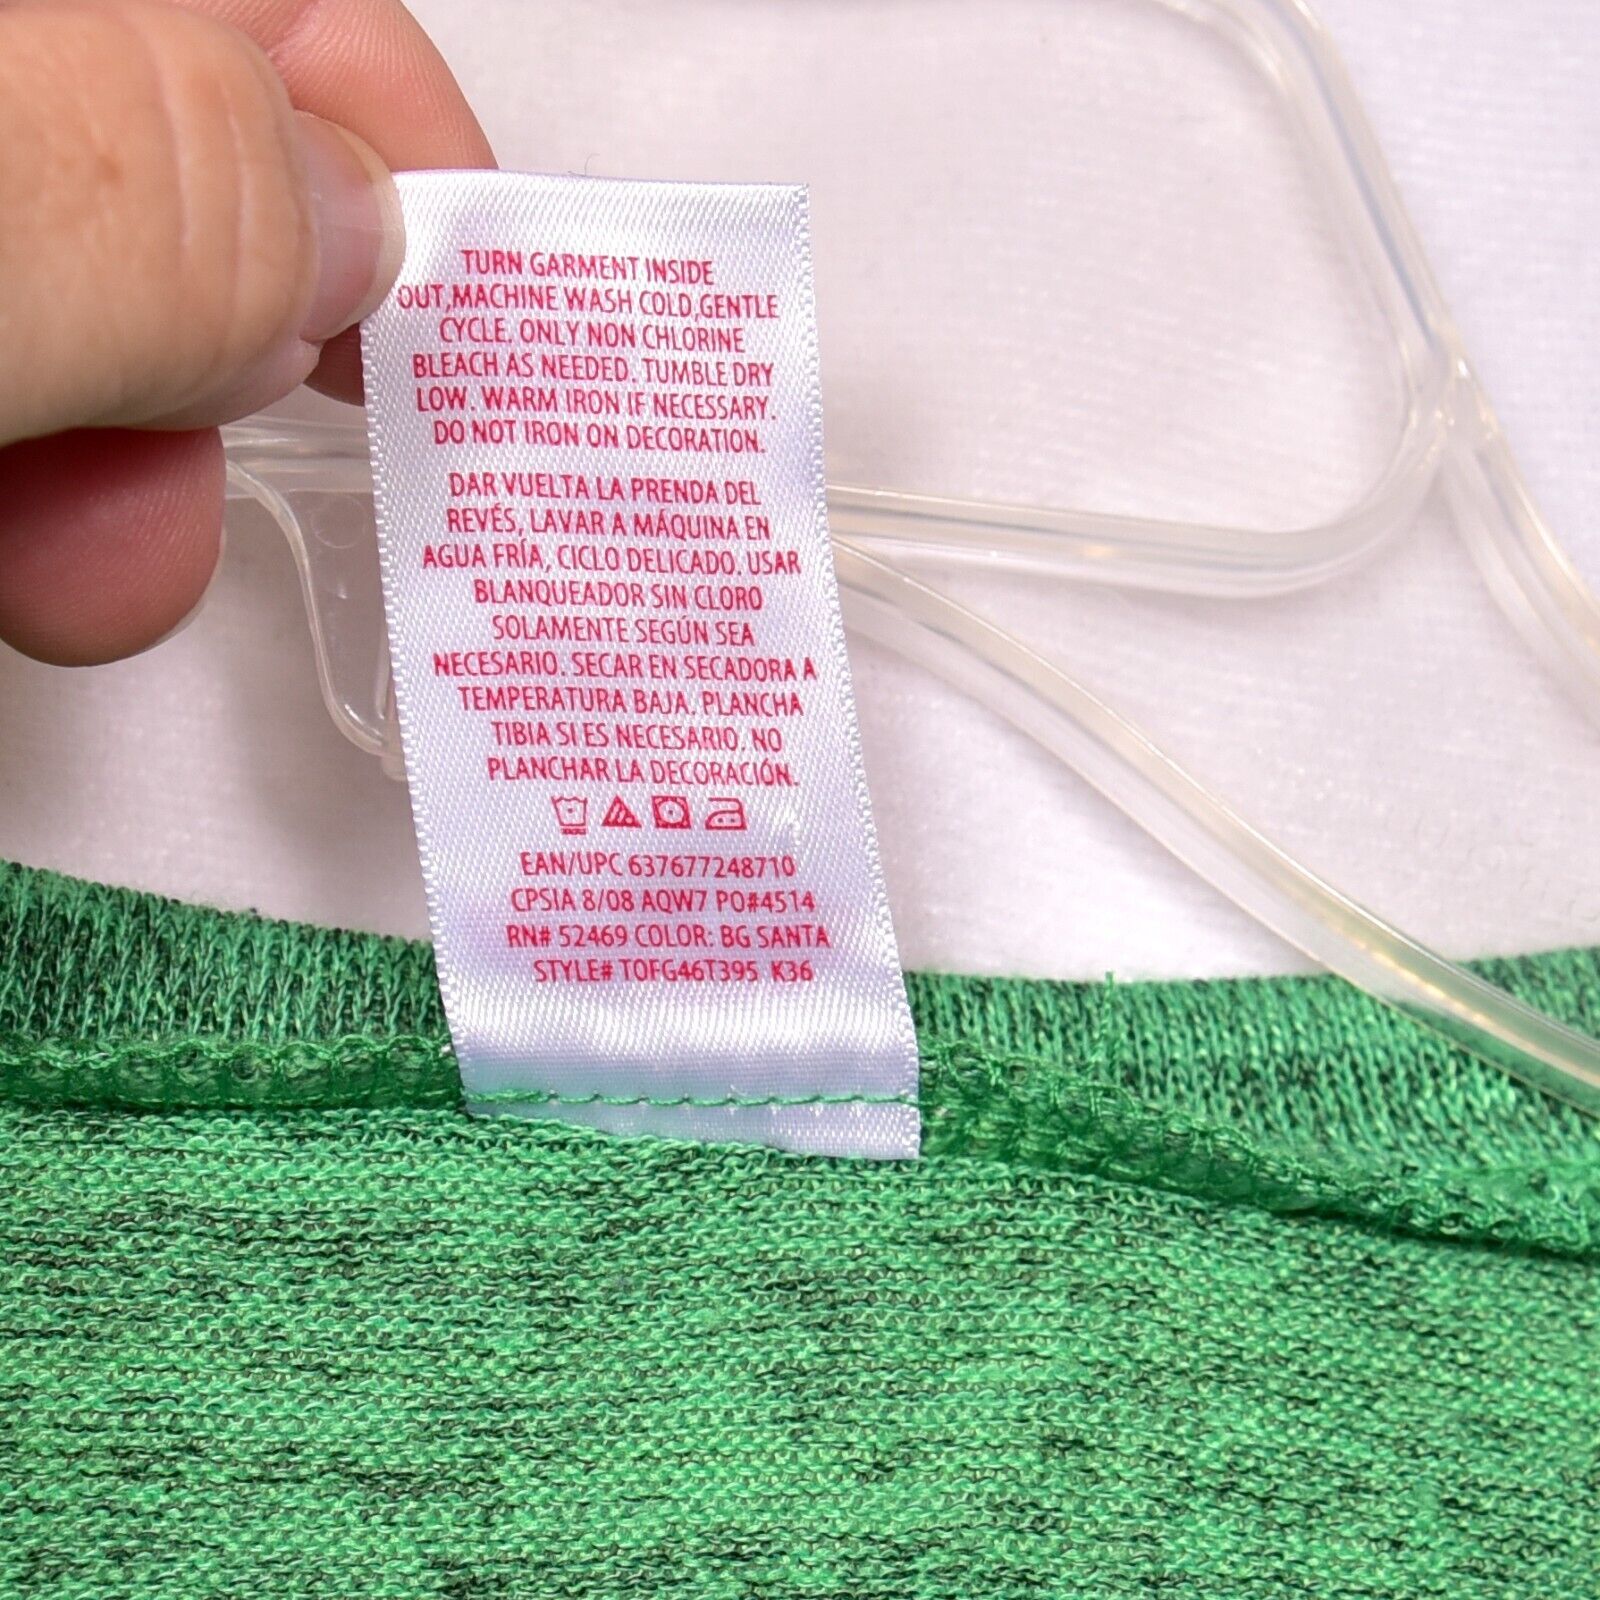 TURN GARMENT INSIDE
OUT,MACHINE WASH COLD,GENTLE
CYCLE. ONLY NON CHLORINE
BLEACH AS NEEDED. TUMBLE DRY
LOW. WARM IRON IF NECESSARY.
DO NOT IRON ON DECORATION.
DAR VUELTA LA PRENDA DEL
REVÉS, LAVAR A MÁQUINA EN
AGUA FRÍA, CICLO DELICADO. USAR
BLANQUEADOR SIN CLORO
SOLAMENTE SEGÚN SEA
NECESARIO. SECAR EN SECADORA A
TEMPERATURA BAJA. PLANCHA
TIBIA SI ES NECESARIO. NO
PLANCHAR LA DECORACIÓN.
EAN/UPC 637677248710
CPSIA 8/08 AQW7 PO#4514
RN# 52469 COLOR: BG SANTA
STYLE# TOFG46T395 K36